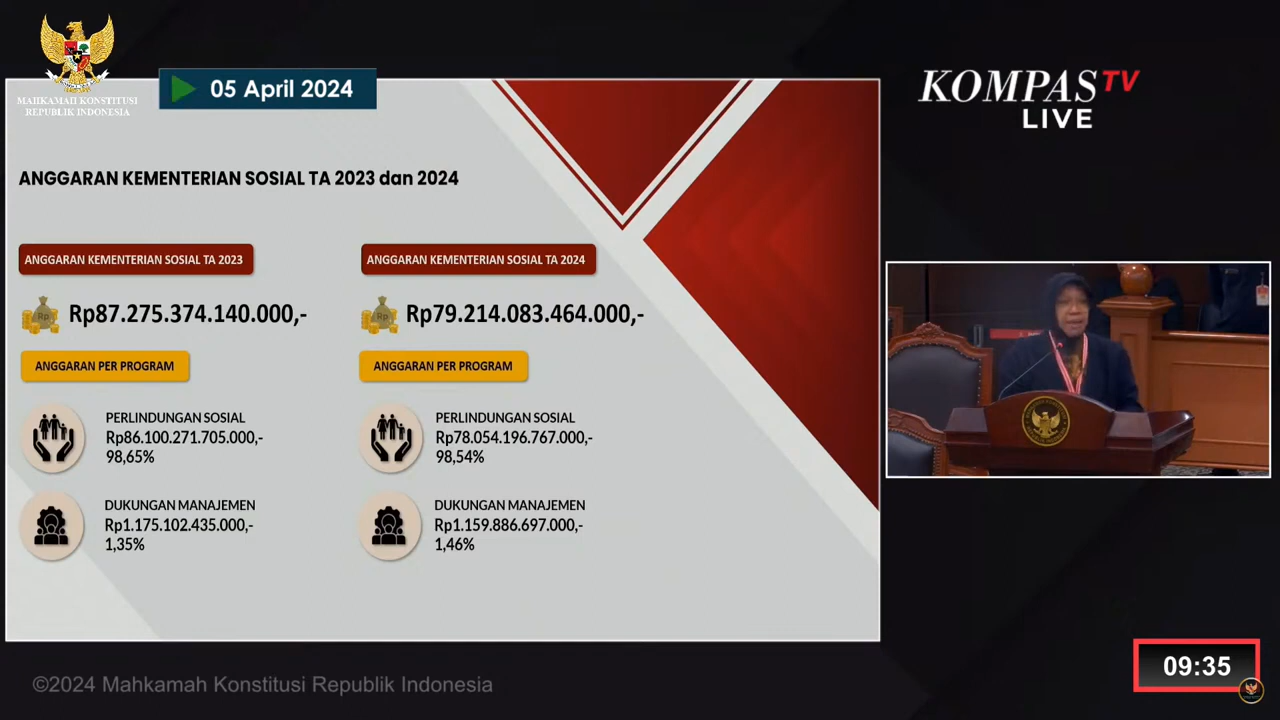 MAHKAMAH KONSTITUSI
REPUBLIK INDONESIA
05 April 2024
KOMPAS TV
LIVE
ANGGARAN KEMENTERIAN SOSIAL TA 2023 dan 2024
ANGGARAN KEMENTERIAN SOSIAL TA 2023
Rp
Rp87.275.374.140.000,-
ANGGARAN PER PROGRAM
PERLINDUNGAN SOSIAL
Rp86.100.271.705.000,-
98,65%
DUKUNGAN MANAJEMEN
Rp1.175.102.435.000,-
1,35%
ANGGARAN KEMENTERIAN SOSIAL TA 2024
Rp
Rp79.214.083.464.000,-
ANGGARAN PER PROGRAM
PERLINDUNGAN SOSIAL
Rp78.054.196.767.000,-
98,54%
DUKUNGAN MANAJEMEN
Rp1.159.886.697.000,-
1,46%
09:35
©2024 Mahkamah Konstitusi Republik Indonesia